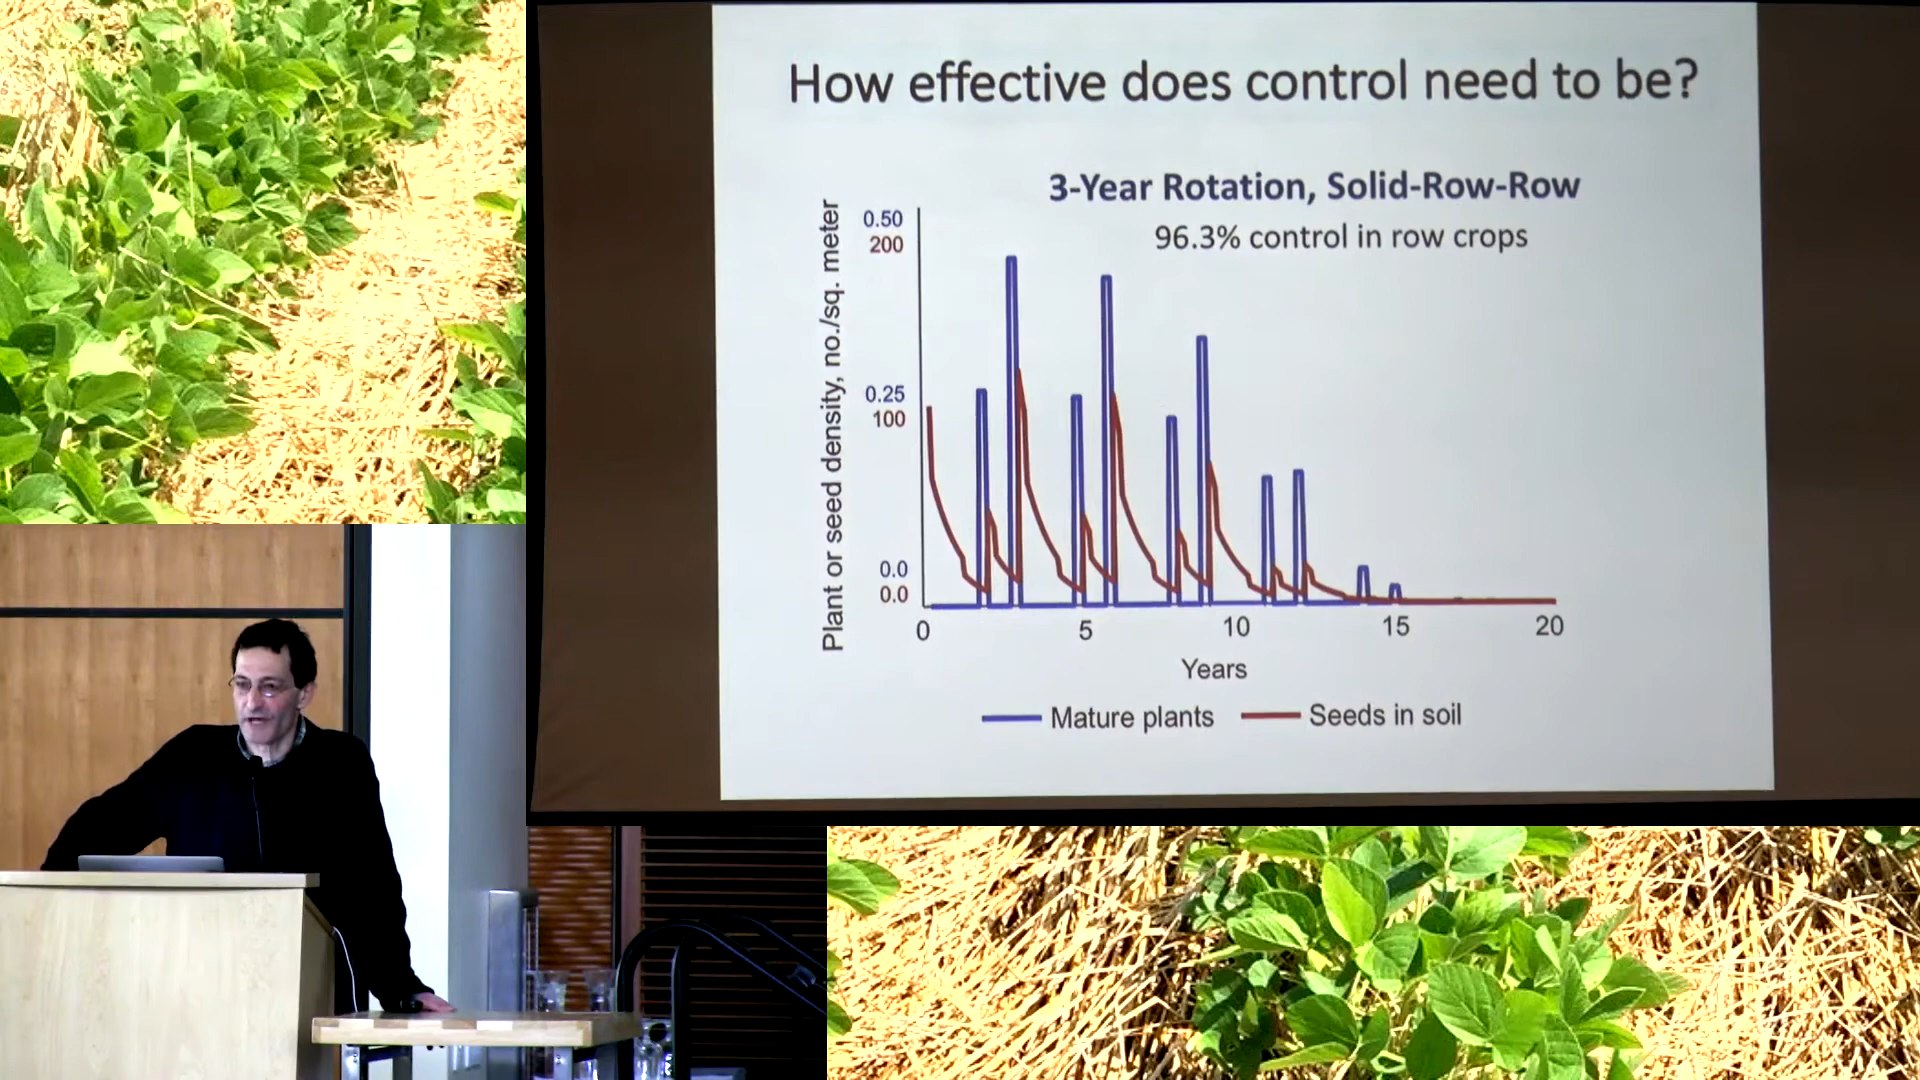 How effective does control need to be?
3-Year Rotation, Solid-Row-Row
96.3% control in row crops
Plant or seed density, no./sq. meter
0.50
200
0.25
100
0.0
0.0
0 5 10 15 20
Years
Mature plants Seeds in soil